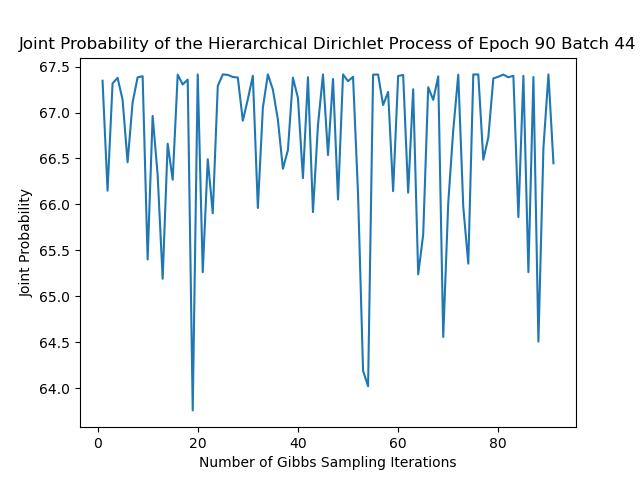 Joint Probability of the Hierarchical Dirichlet Process of Epoch 90 Batch 44
67.5
67.0
66.5
66.0
65.5
65.0
64.5
64.0
Joint Probability
0 20 40 60 80
Number of Gibbs Sampling Iterations